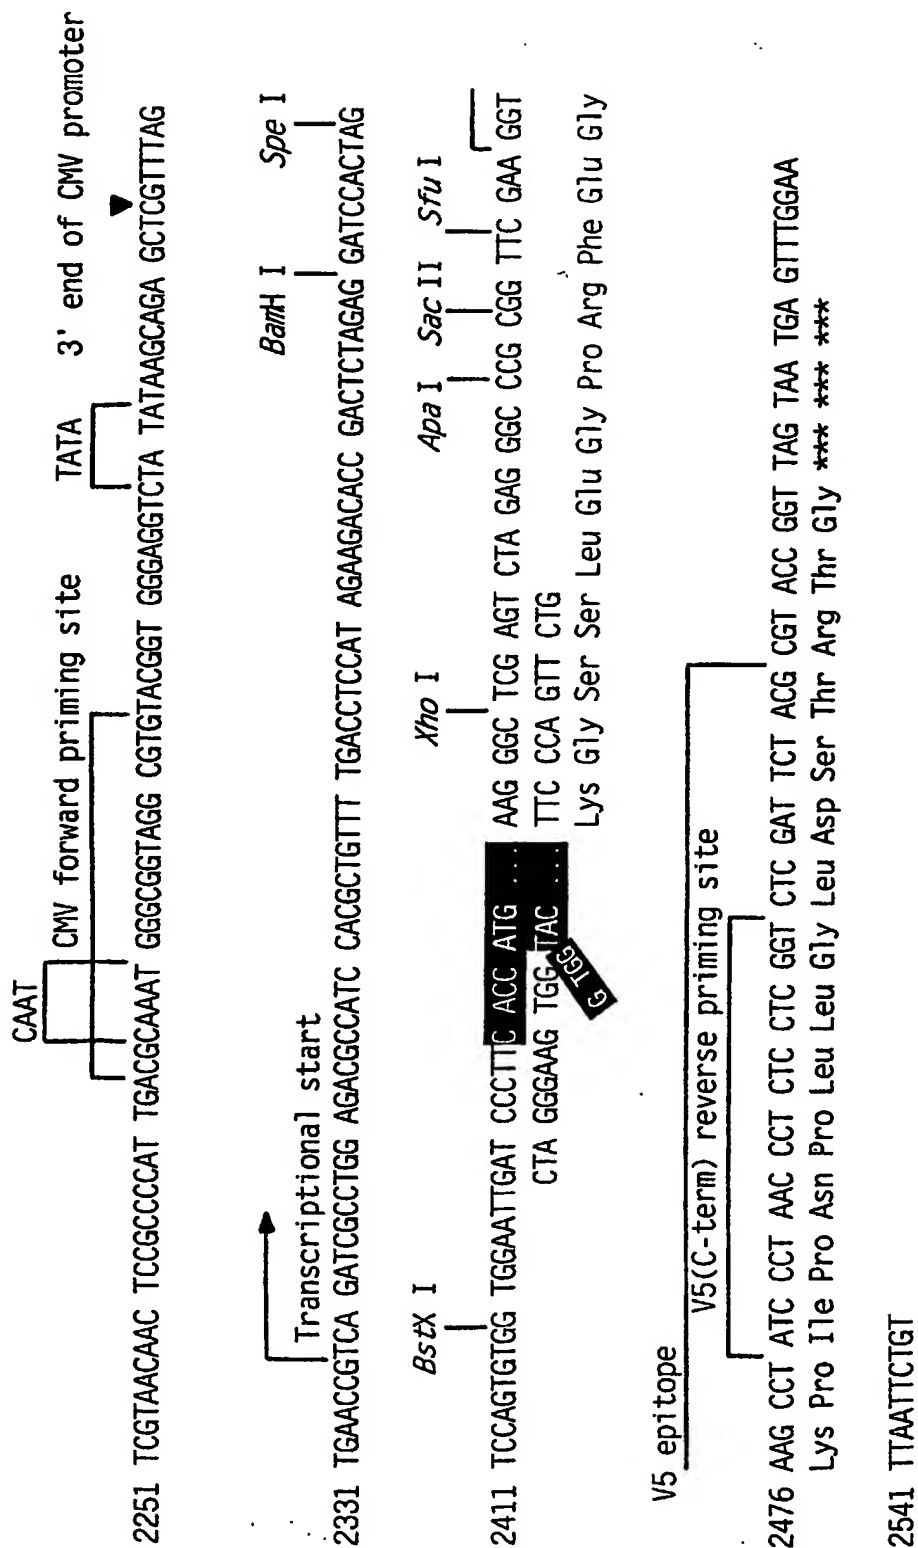 CAAT
CMV forward priming site TATA 3' end of CMV promoter
2251 TCGTAACAAC TCCGCCCCAT TGACGCAAAT GGGCGGTAGG CGTGTACGGT GGGAGGTCTA TATAAGCAGA GCTCGTTTAG
Transcriptional start BamH I Spe I
2331 TGAACCGTCA GATCGCCTGG AGACGCCATC CACGCTGTTT TGACCTCCAT AGAAGACACC GACTCTAGAG GATCCACTAG
BstX I Xho I Apa I Sac II Sfu I
2411 TCCAGTGTGG TGGAATTGAT CCCTTC ACC ATG ... AAG GGC TCG AGT CTA GAG GGC CCG CGG TTC GAA GGT
CTA GGGAAG TGG TAC ... TTC CCA GTT CTG
G TGG
Lys Gly Ser Ser Leu Glu Gly Pro Arg Phe Glu Gly
V5 epitope
V5(C-term) reverse priming site
2476 AAG CCT ATC CCT AAC CCT CTC CTC GGT CTC GAT TCT ACG CGT ACC GGT TAG TAA TGA GTTTGGAA
Lys Pro Ile Pro Asn Pro Leu Leu Gly Leu Asp Ser Thr Arg Thr Gly *** *** ***
2541 TTAATTCTGT